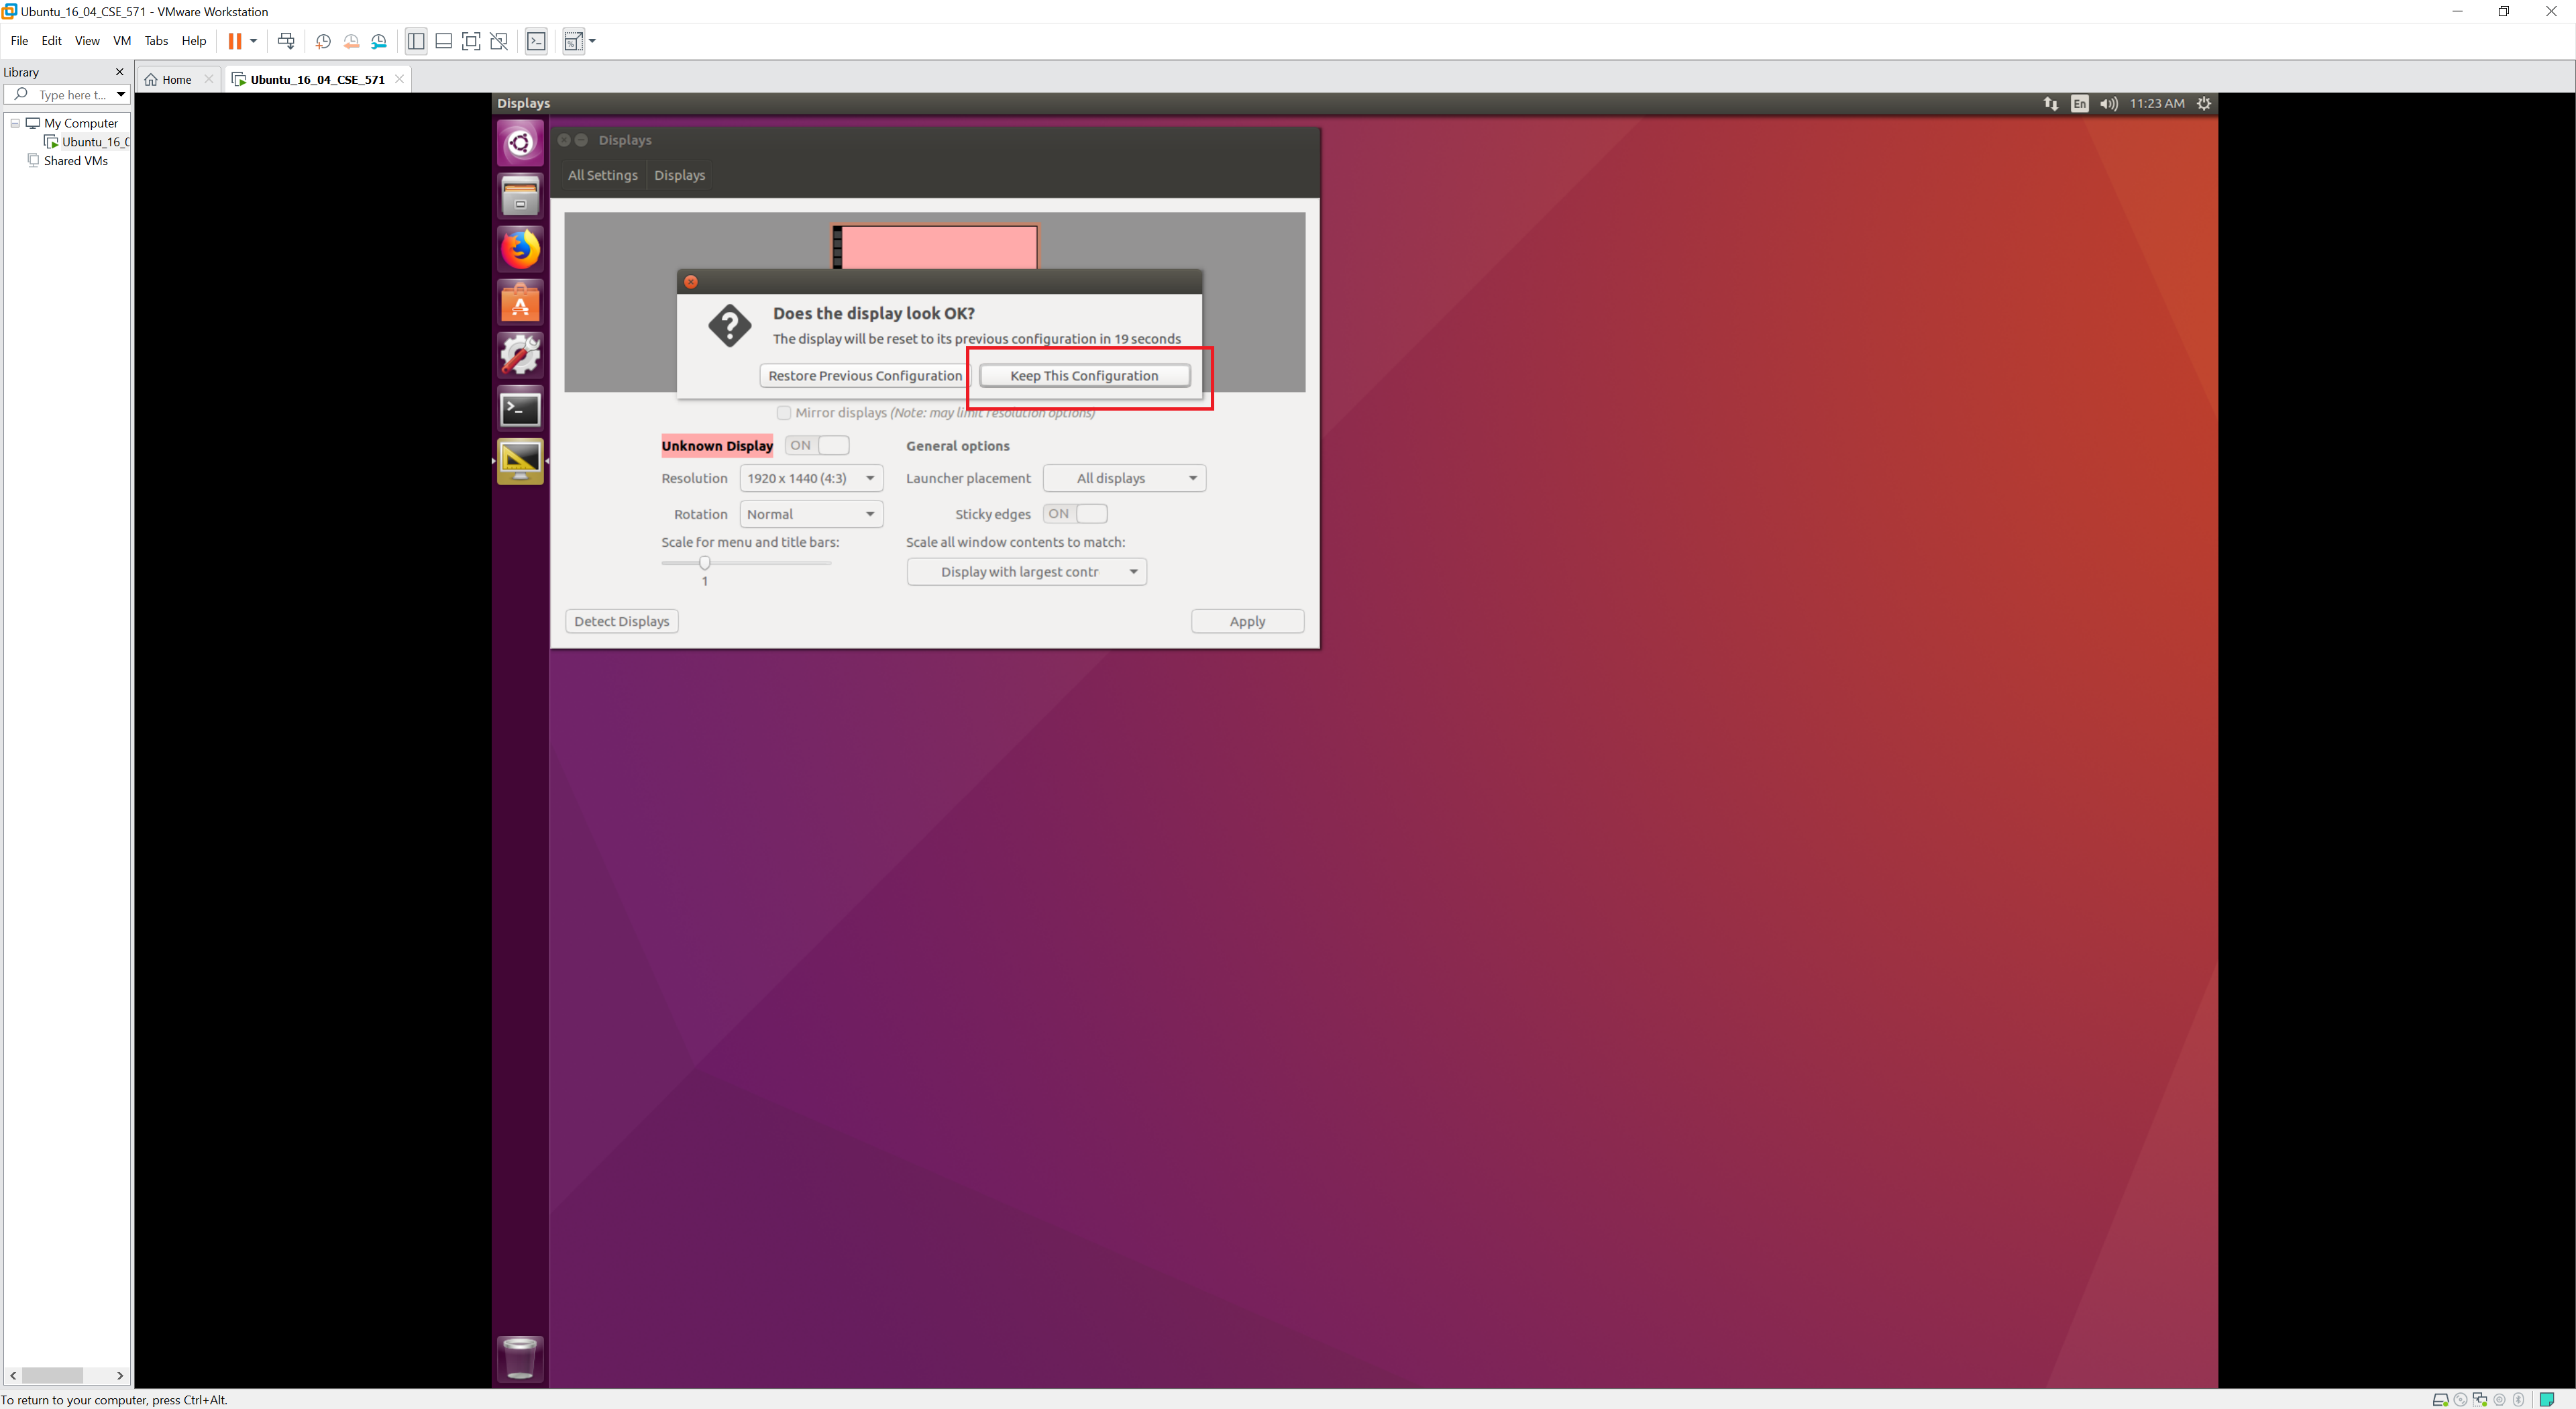 Ubuntu_16_04_CSE_571 - VMware Workstation
File Edit View VM Tabs Help
Library
Home
Ubuntu_16_04_CSE_571
Type here t...
My Computer
Ubuntu_16_0
Shared VMs
Displays
En
11:23 AM
Displays
All Settings Displays
Does the display look OK?
The display will be reset to its previous configuration in 19 seconds
Restore Previous Configuration Keep This Configuration
Mirror displays (Note: may limit resolution options)
Unknown Display ON General options
Resolution 1920 x 1440 (4:3) Launcher placement All displays
Rotation Normal Sticky edges ON
Scale for menu and title bars: Scale all window contents to match:
1 Display with largest contr
Detect Displays Apply
To return to your computer, press Ctrl+Alt.